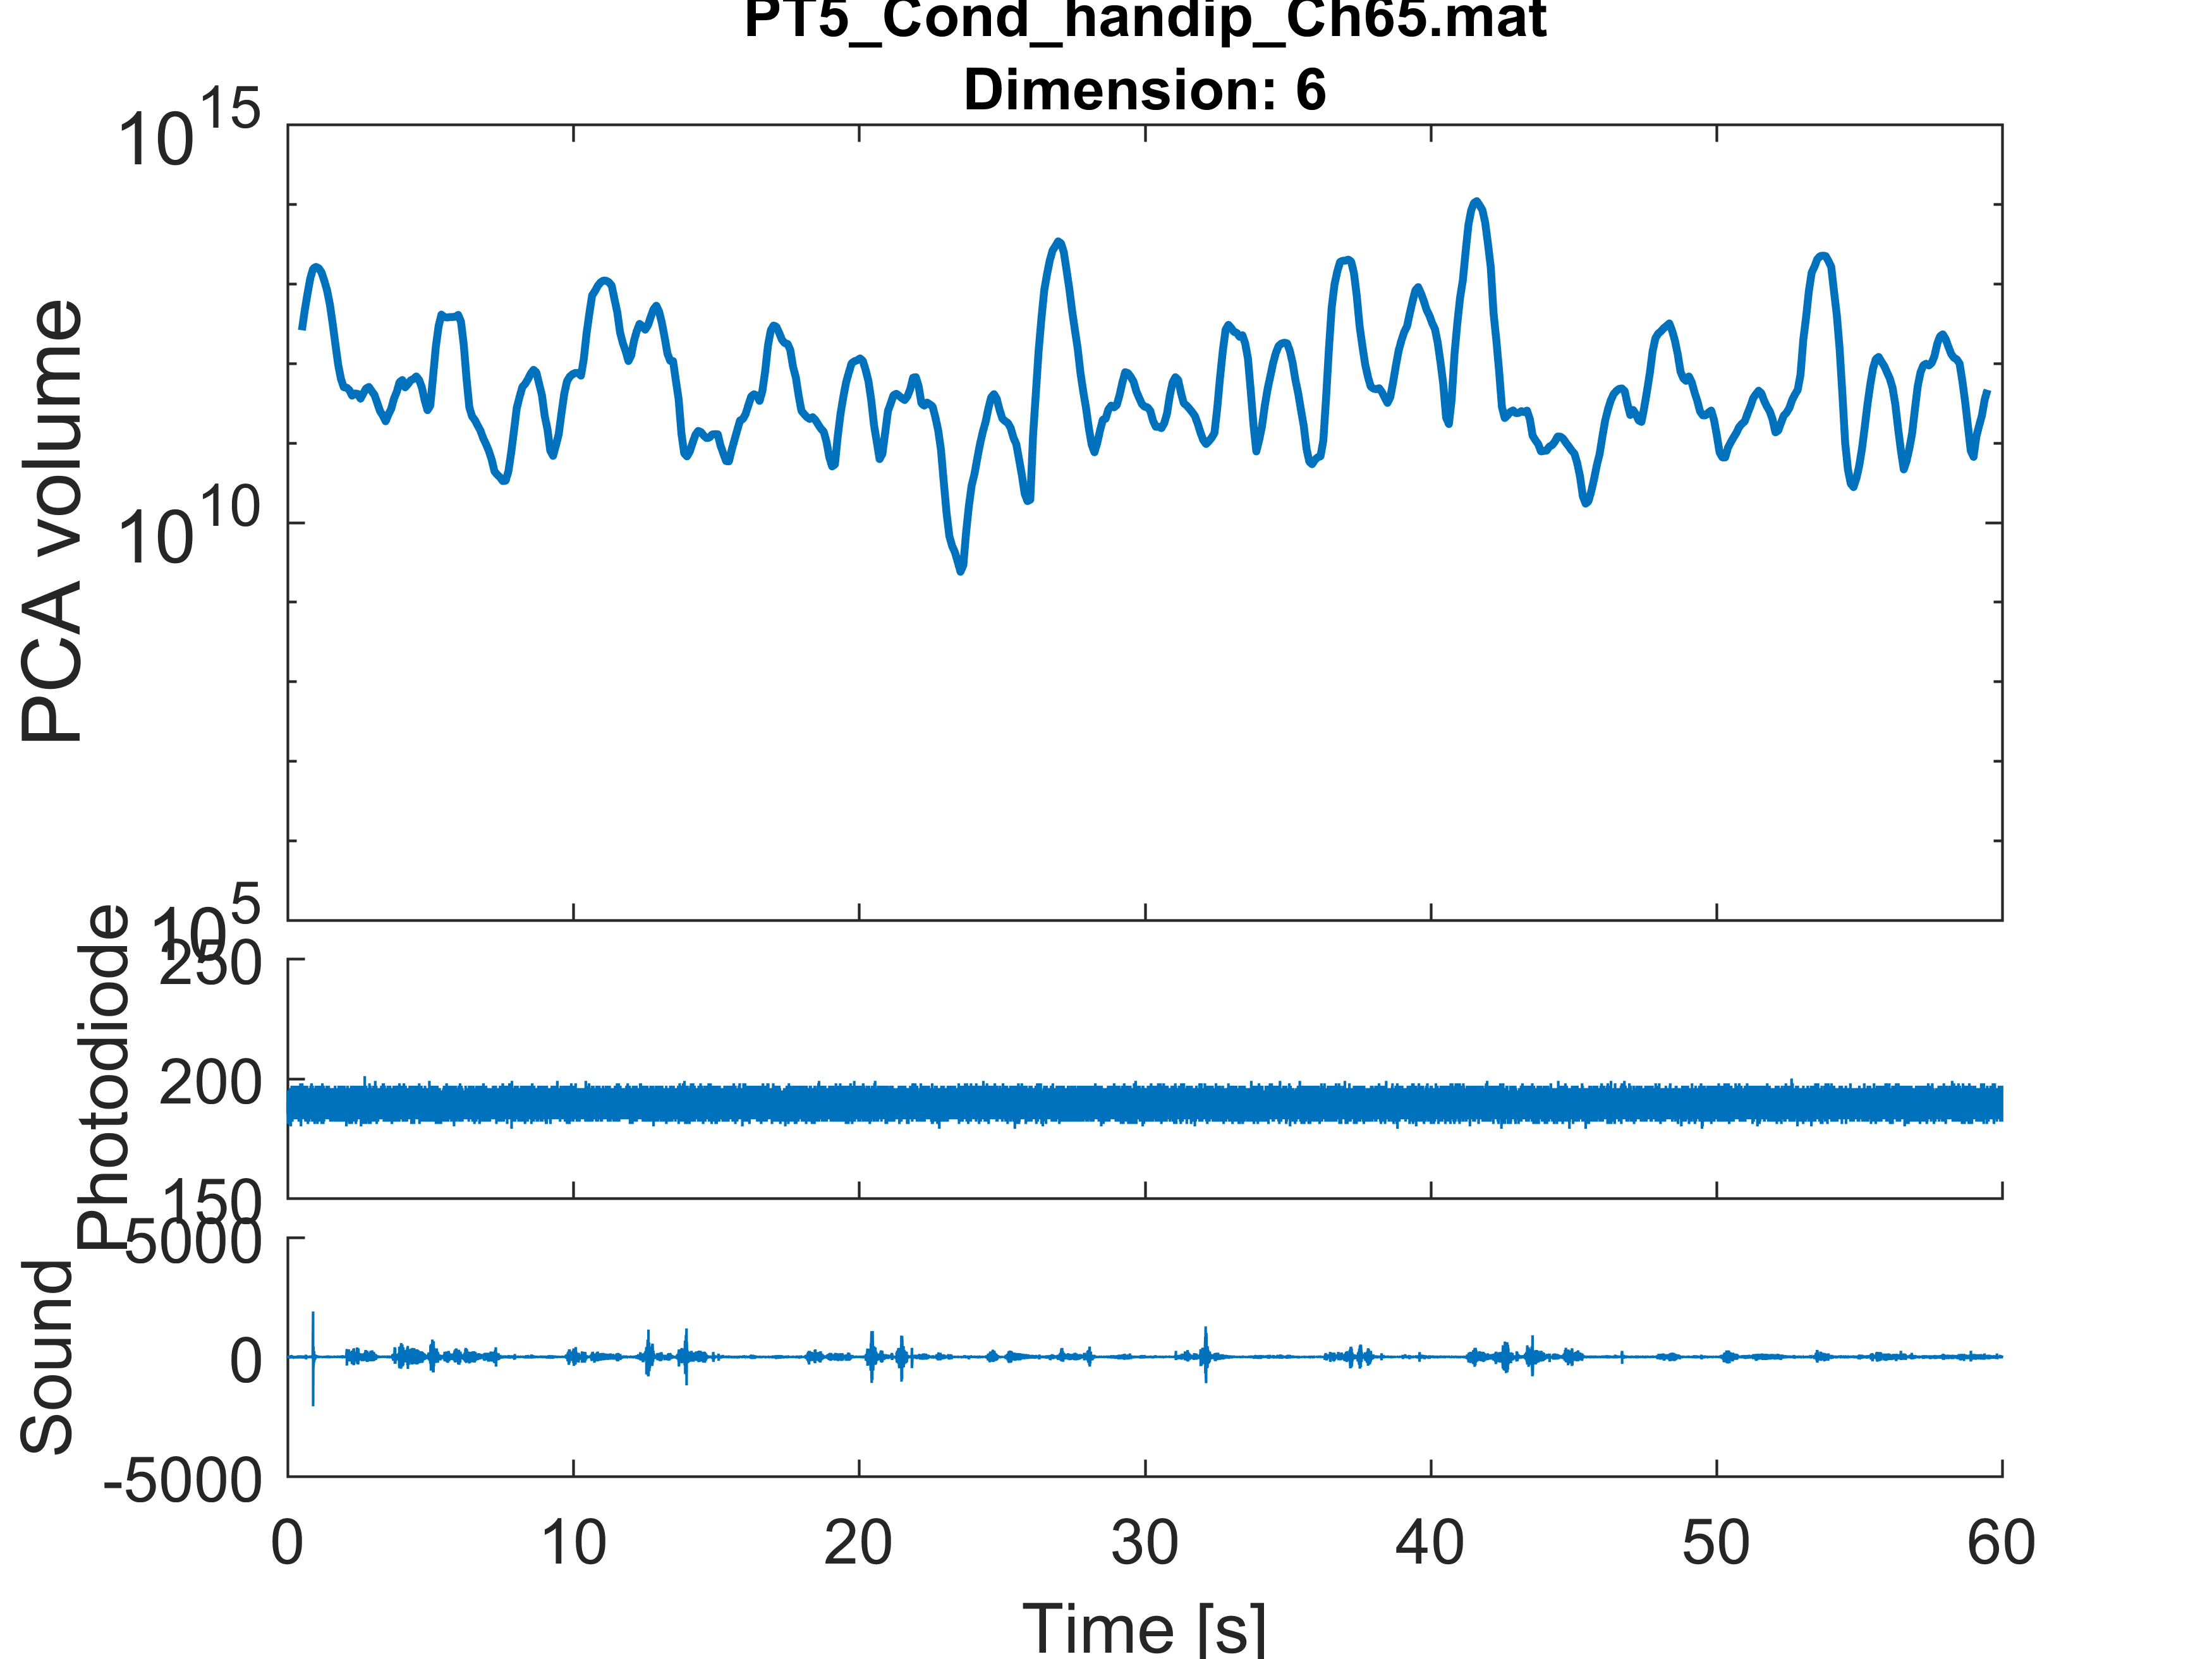 PT5_Cond_handip_Ch65.mat
Dimension: 6
PCA volume
10^15
10^10
10^5
Photodiode
250
200
150
Sound
5000
0
-5000
0 10 20 30 40 50 60
Time [s]